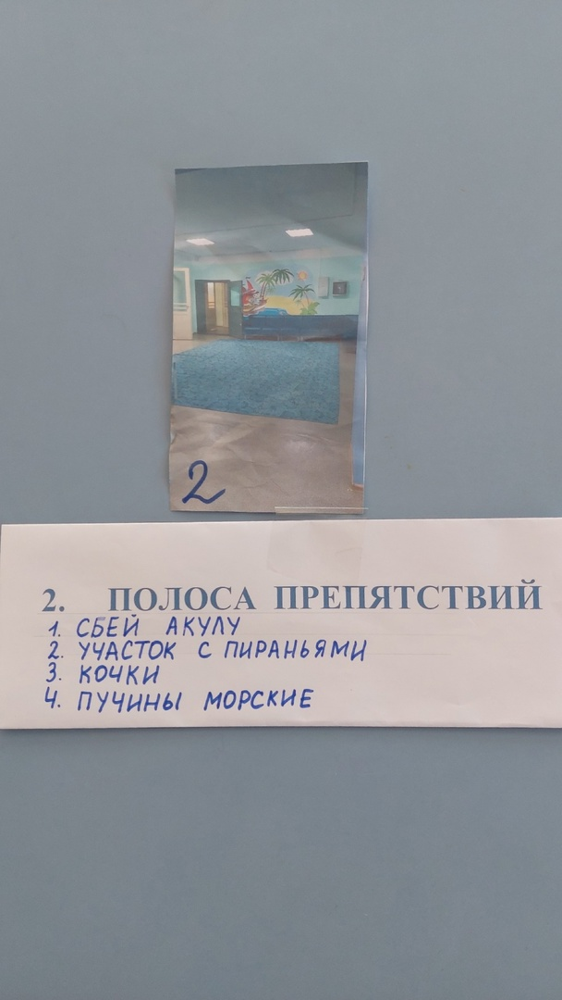 2
2. ПОЛОСА ПРЕПЯТСТВИЙ
1. СБЕЙ АКУЛУ
2. УЧАСТОК С ПИРАНЬЯМИ
3. КОЧКИ
4. ПУЧИНЫ МОРСКИЕ